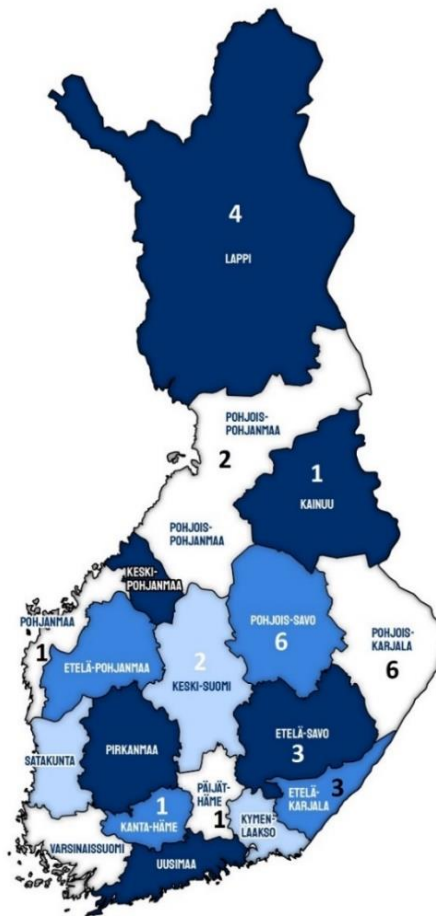 4
LAPPI
POHJOIS-
POHJANMAA
2
1
KAINUU
POHJOIS-
POHJANMAA
KESKI-
POHJANMAA
POHJANMAA
1
ETELÄ-POHJANMAA
2
KESKI-SUOMI
POHJOIS-SAVO
6
POHJOIS-
KARJALA
6
SATAKUNTA
PIRKANMAA
ETELÄ-SAVO
3
PÄIJÄT-
HÄME
1
1
KANTA-HÄME
KYMEN-
LAAKSO
3
ETELÄ-
KARJALA
VARSINAISSUOMI
UUSIMAA